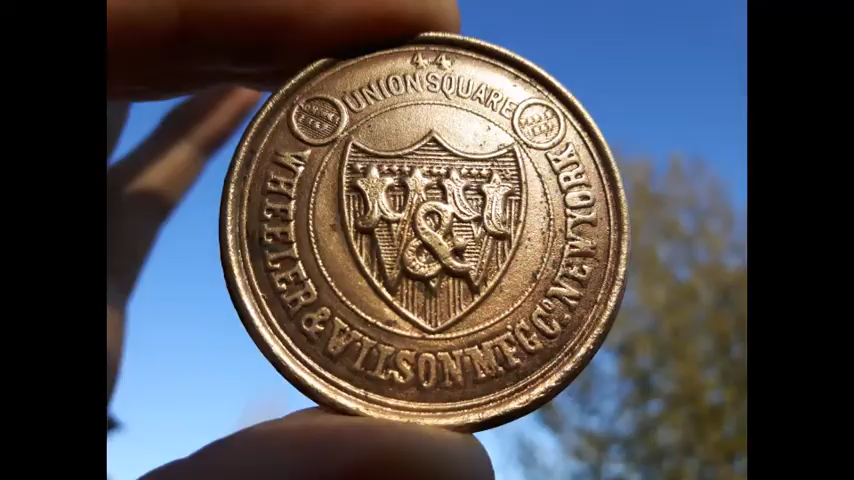 44
UNION SQUARE
WHEELER & WILSON MFG Co. NEW YORK
W&W